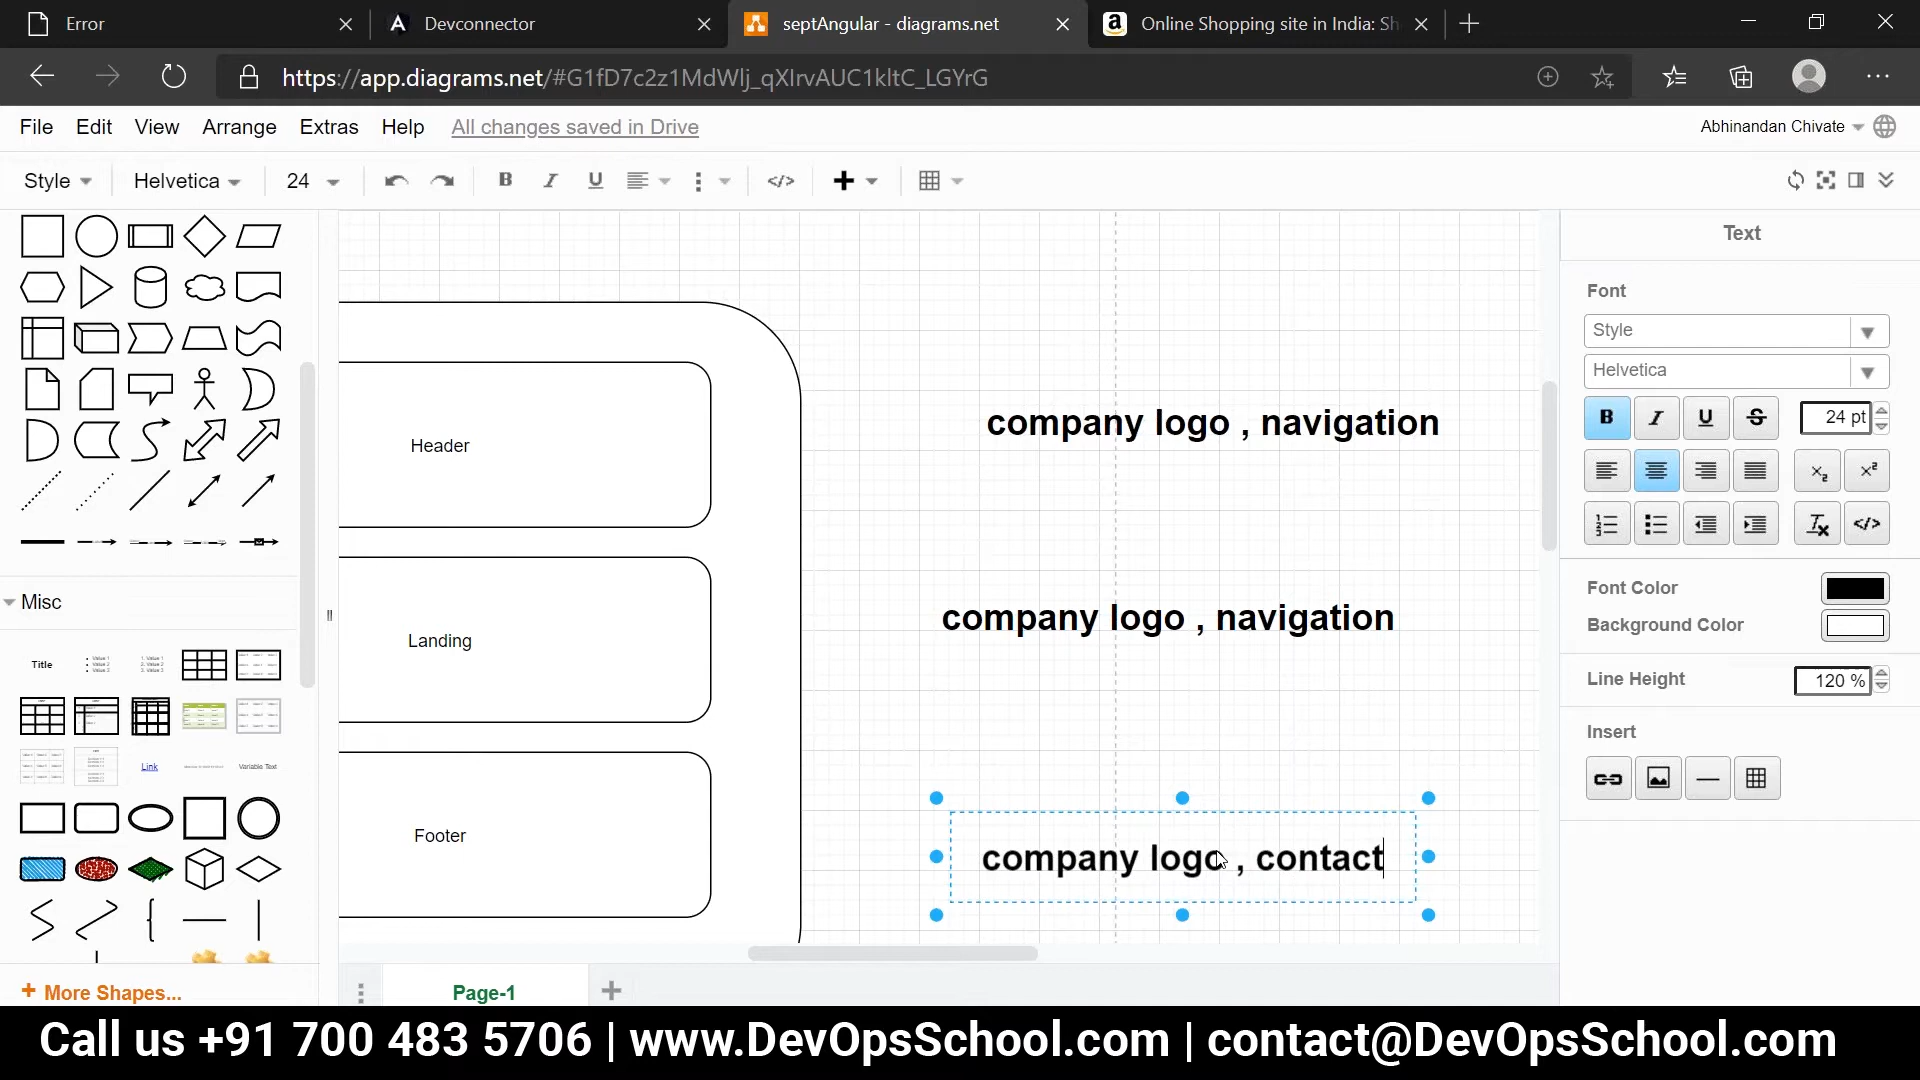 Error
Devconnector
septAngular - diagrams.net
Online Shopping site in India: Sh
https://app.diagrams.net/#G1fD7c2z1MdWlj_qXIrvAUC1kltC_LGYrG
File Edit View Arrange Extras Help All changes saved in Drive
Abhinandan Chivate
Style Helvetica 24 B I U </>
Text
Font
Style
Helvetica
B I U S 24 pt
Font Color
Background Color
Line Height 120 %
Insert
Misc
Title
Link
Variable Text
+ More Shapes...
Header
Landing
Footer
company logo , navigation
company logo , navigation
company logo , contact
Page-1
Call us +91 700 483 5706 | www.DevOpsSchool.com | contact@DevOpsSchool.com